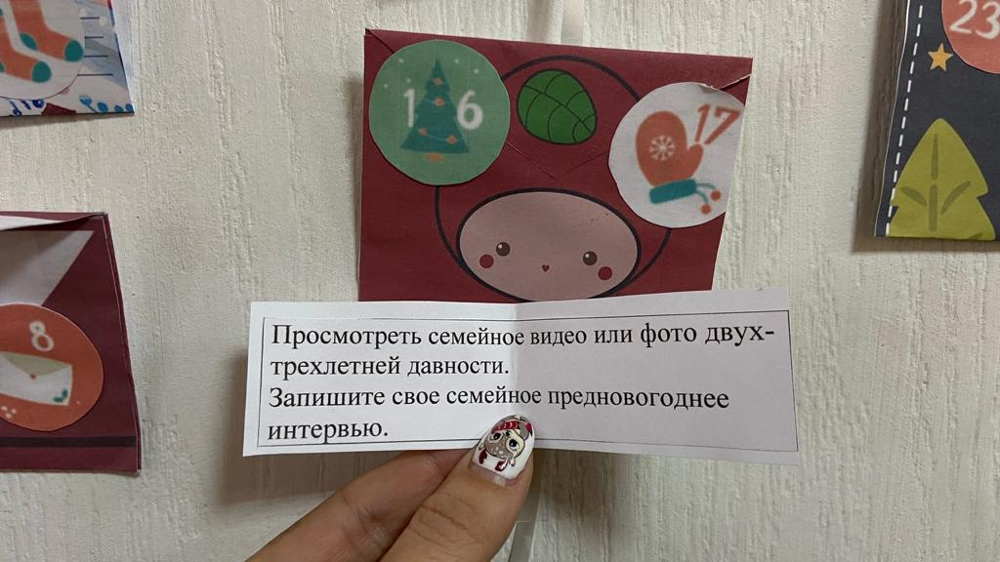 16
17
23
8
Просмотреть семейное видео или фото двух-
трехлетней давности.
Запишите свое семейное предновогоднее
интервью.